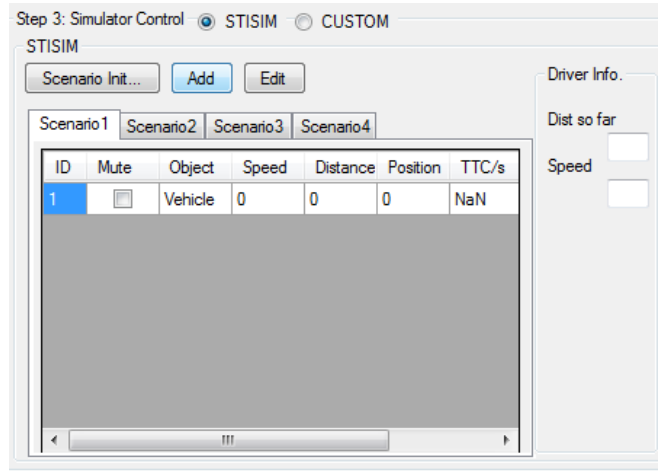 Step 3: Simulator Control STISIM CUSTOM
STISIM
Scenario Init... Add Edit
Driver Info.
Scenario1 Scenario2 Scenario3 Scenario4
Dist so far
ID Mute Object Speed Distance Position TTC/s
Speed
1 Vehicle 0 0 0 NaN